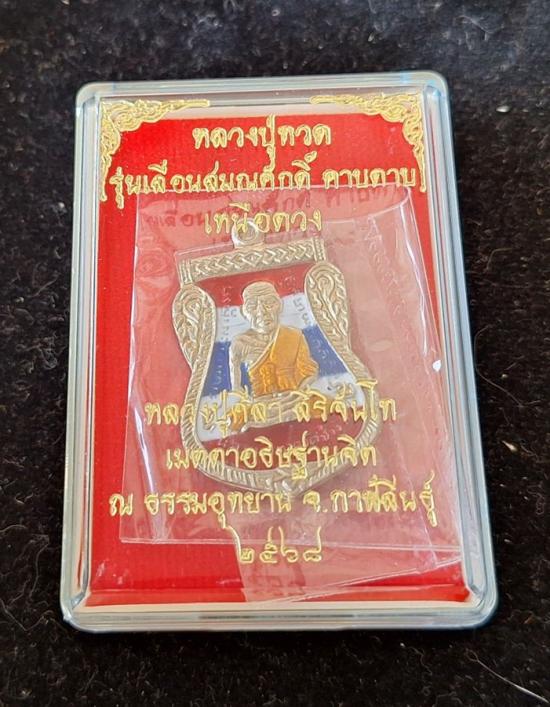 หลวงปู่ทวด
รุ่นเลื่อนสมณศักดิ์ คาบดาบ
เหนือดวง
หลวงปู่ศิลา สิริจันโท
เมตตาอธิษฐานจิต
ณ ธรรมอุทยาน จ.กาฬสินธุ์
๒๕๖๘